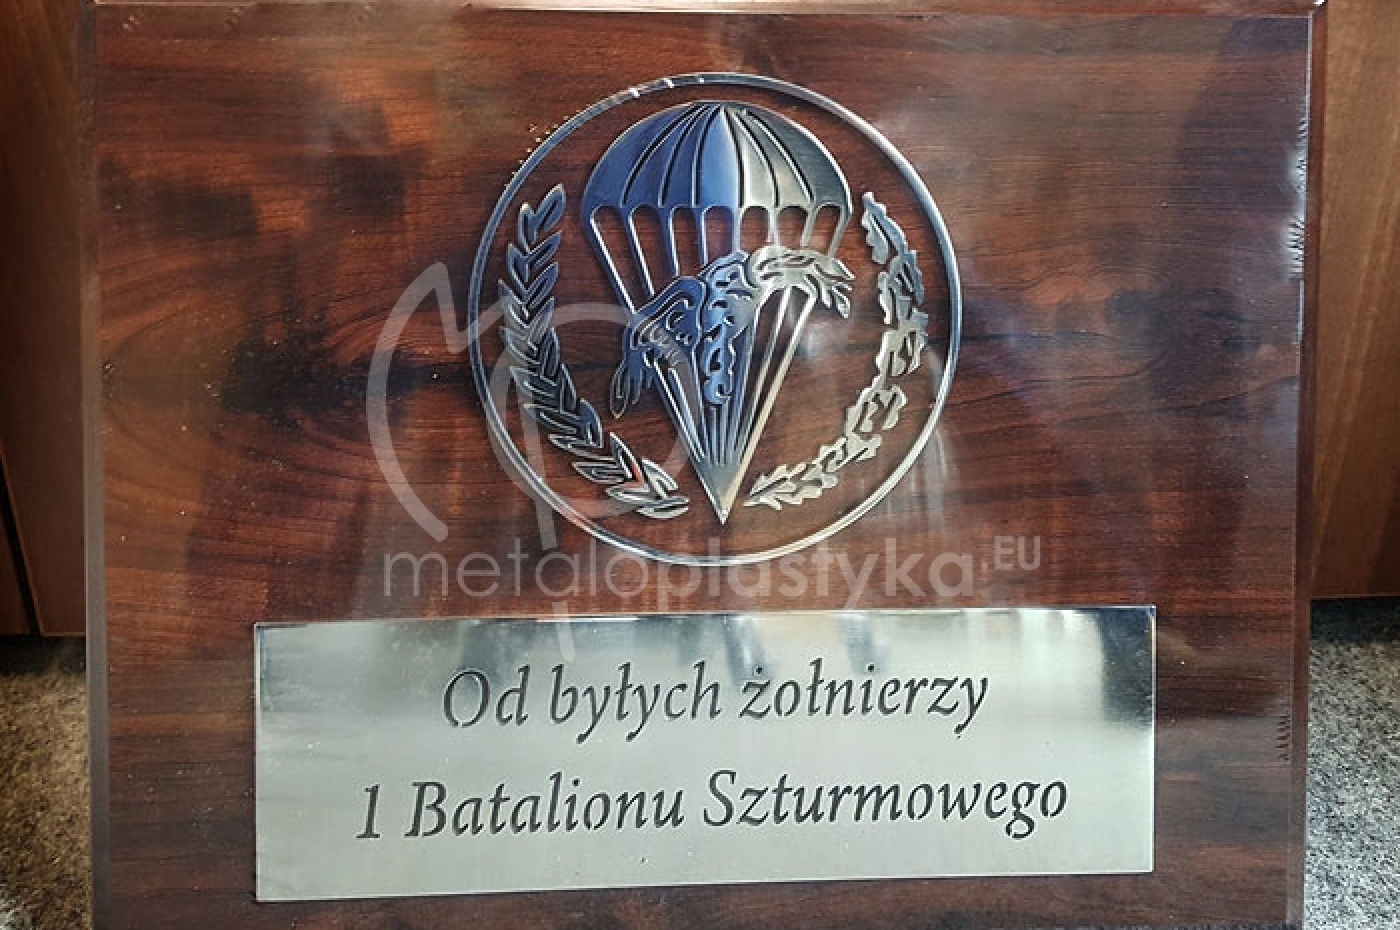 metaloplastyka.EU
Od byłych żołnierzy
1 Batalionu Szturmowego